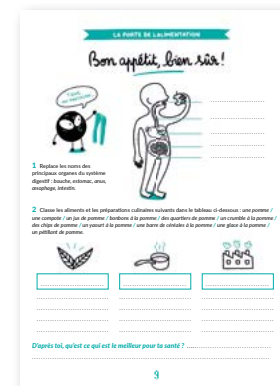 LA PORTE DE L'ALIMENTATION
Bon appétit, bien sûr !
1 Replace les noms des
principaux organes du système
digestif : bouche, estomac, anus,
œsophage, intestin.
2 Classe les aliments et les préparations culinaires suivants dans le tableau ci-dessous : une pomme /
une compote / un jus de pomme / bonbons à la pomme / des quartiers de pomme / un crumble à la pomme /
des chips de pomme / un yaourt à la pomme / une barre de céréales à la pomme / une glace à la pomme /
un pétillant de pomme.
D'après toi, qu'est ce qui est le meilleur pour ta santé ?